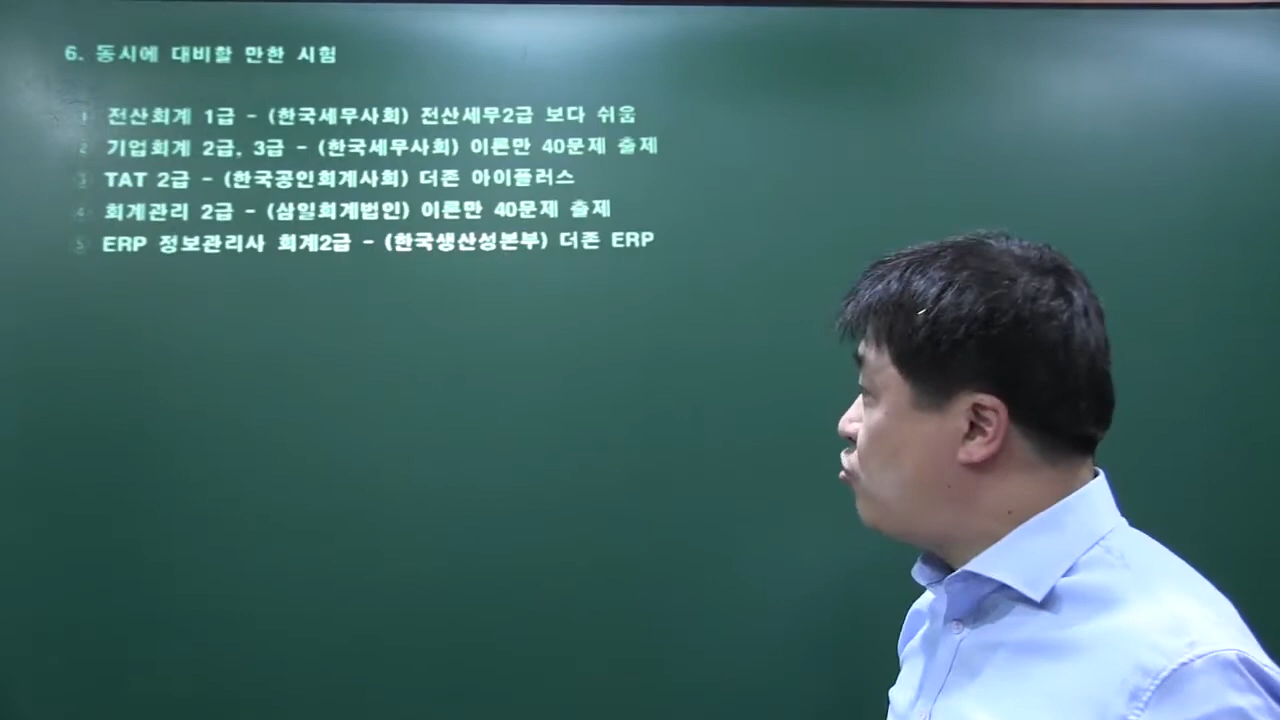 6. 동시에 대비할 만한 시험
① 전산회계 1급 - (한국세무사회) 전산세무2급 보다 쉬움
② 기업회계 2급, 3급 - (한국세무사회) 이론만 40문제 출제
③ TAT 2급 - (한국공인회계사회) 더존 아이플러스
④ 회계관리 2급 - (삼일회계법인) 이론만 40문제 출제
⑤ ERP 정보관리사 회계2급 - (한국생산성본부) 더존 ERP